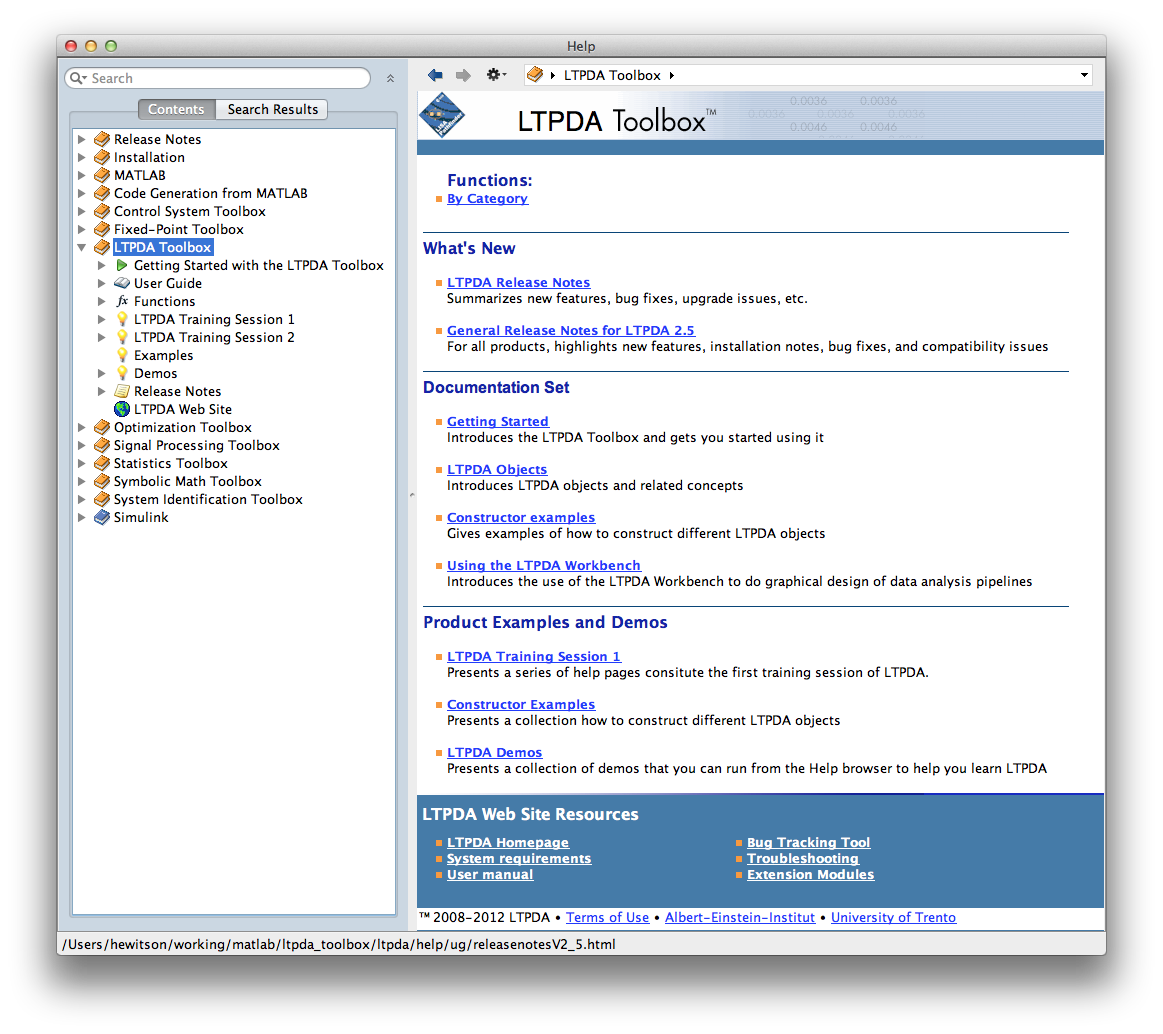 Help
Search
Contents
Search Results
Release Notes
Installation
MATLAB
Code Generation from MATLAB
Control System Toolbox
Fixed-Point Toolbox
LTPDA Toolbox
Getting Started with the LTPDA Toolbox
User Guide
fx Functions
LTPDA Training Session 1
LTPDA Training Session 2
Examples
Demos
Release Notes
LTPDA Web Site
Optimization Toolbox
Signal Processing Toolbox
Statistics Toolbox
Symbolic Math Toolbox
System Identification Toolbox
Simulink
LTPDA Toolbox
LTPDA Toolbox™
0.0036 0.0036
0.0036 0.0036 0.0036
0.0046 0.0046
Functions:
By Category
What's New
LTPDA Release Notes
Summarizes new features, bug fixes, upgrade issues, etc.
General Release Notes for LTPDA 2.5
For all products, highlights new features, installation notes, bug fixes, and compatibility issues
Documentation Set
Getting Started
Introduces the LTPDA Toolbox and gets you started using it
LTPDA Objects
Introduces LTPDA objects and related concepts
Constructor examples
Gives examples of how to construct different LTPDA objects
Using the LTPDA Workbench
Introduces the use of the LTPDA Workbench to do graphical design of data analysis pipelines
Product Examples and Demos
LTPDA Training Session 1
Presents a series of help pages consitute the first training session of LTPDA.
Constructor Examples
Presents a collection how to construct different LTPDA objects
LTPDA Demos
Presents a collection of demos that you can run from the Help browser to help you learn LTPDA
LTPDA Web Site Resources
LTPDA Homepage
System requirements
User manual
Bug Tracking Tool
Troubleshooting
Extension Modules
™ 2008-2012 LTPDA • Terms of Use • Albert-Einstein-Institut • University of Trento
/Users/hewitson/working/matlab/ltpda_toolbox/ltpda/help/ug/releasenotesV2_5.html